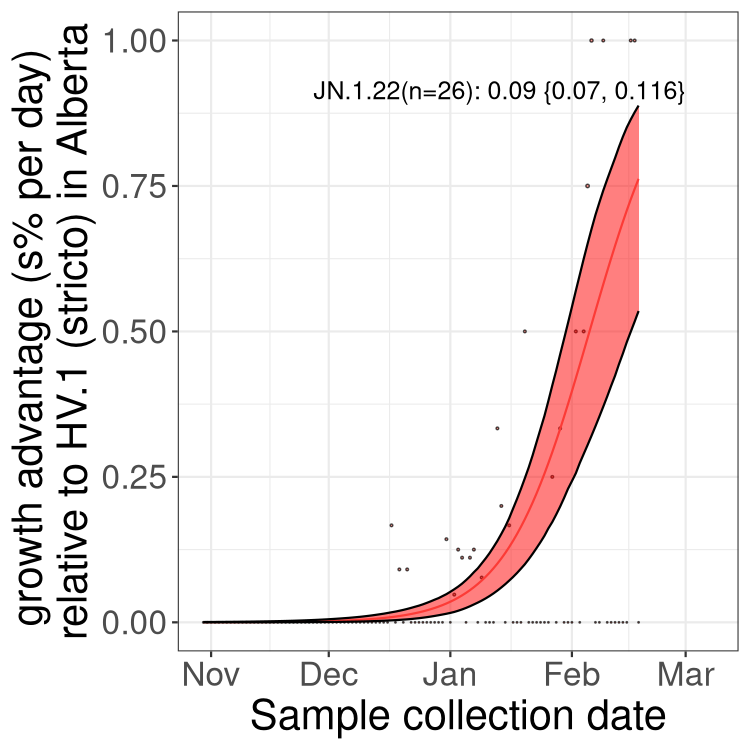 growth advantage (s% per day)
relative to HV.1 (stricto) in Alberta
1.00
0.75
0.50
0.25
0.00
JN.1.22(n=26): 0.09 {0.07, 0.116}
Nov Dec Jan Feb Mar
Sample collection date